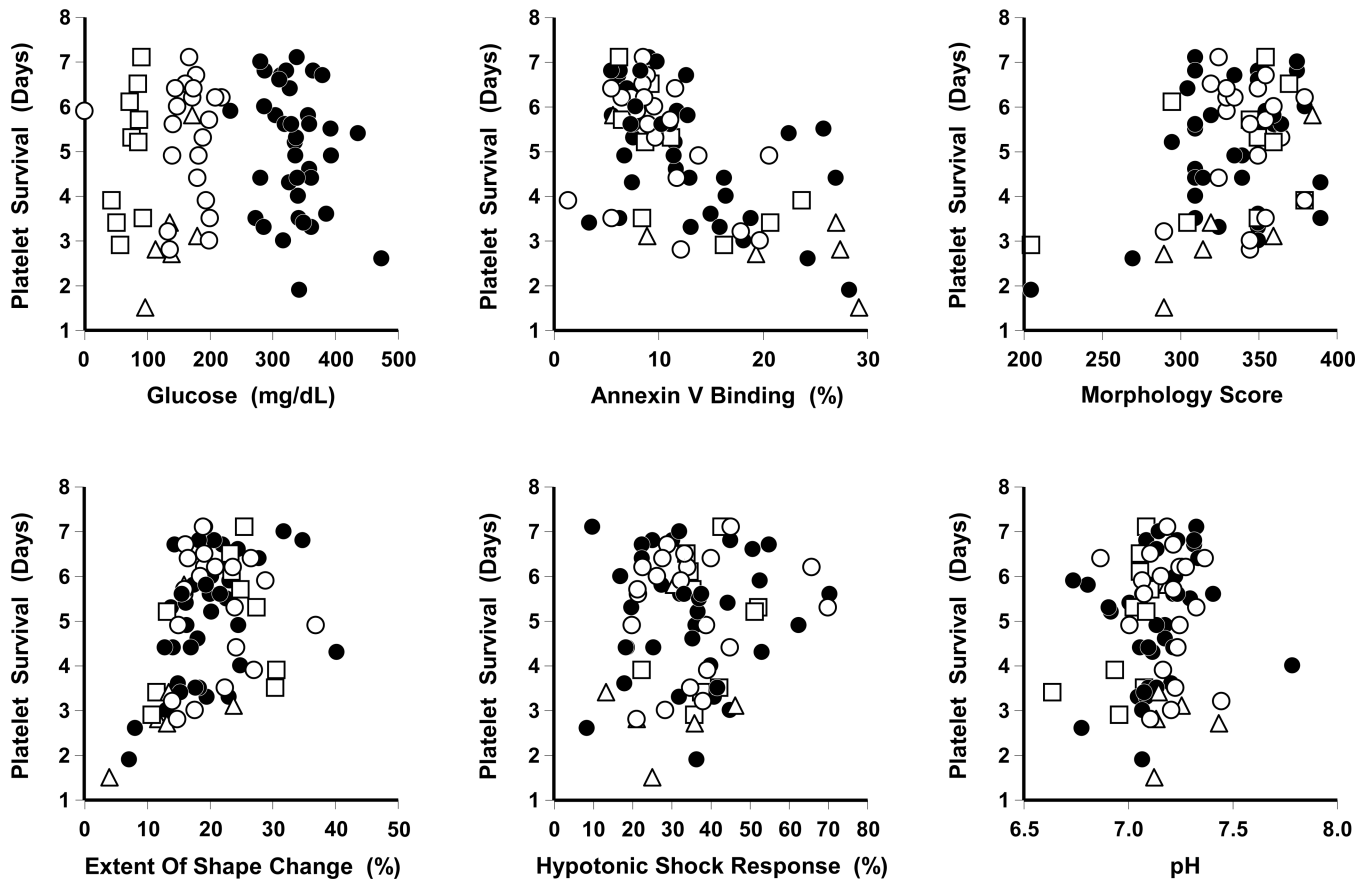 8
7
6
5
4
3
2
1
Platelet Survival (Days)
0 100 200 300 400 500
Glucose (mg/dL)
8
7
6
5
4
3
2
1
Platelet Survival (Days)
0 10 20 30
Annexin V Binding (%)
8
7
6
5
4
3
2
1
Platelet Survival (Days)
200 250 300 350 400
Morphology Score
8
7
6
5
4
3
2
1
Platelet Survival (Days)
0 10 20 30 40 50
Extent Of Shape Change (%)
8
7
6
5
4
3
2
1
Platelet Survival (Days)
0 10 20 30 40 50 60 70 80
Hypotonic Shock Response (%)
8
7
6
5
4
3
2
1
Platelet Survival (Days)
6.5 7.0 7.5 8.0
pH